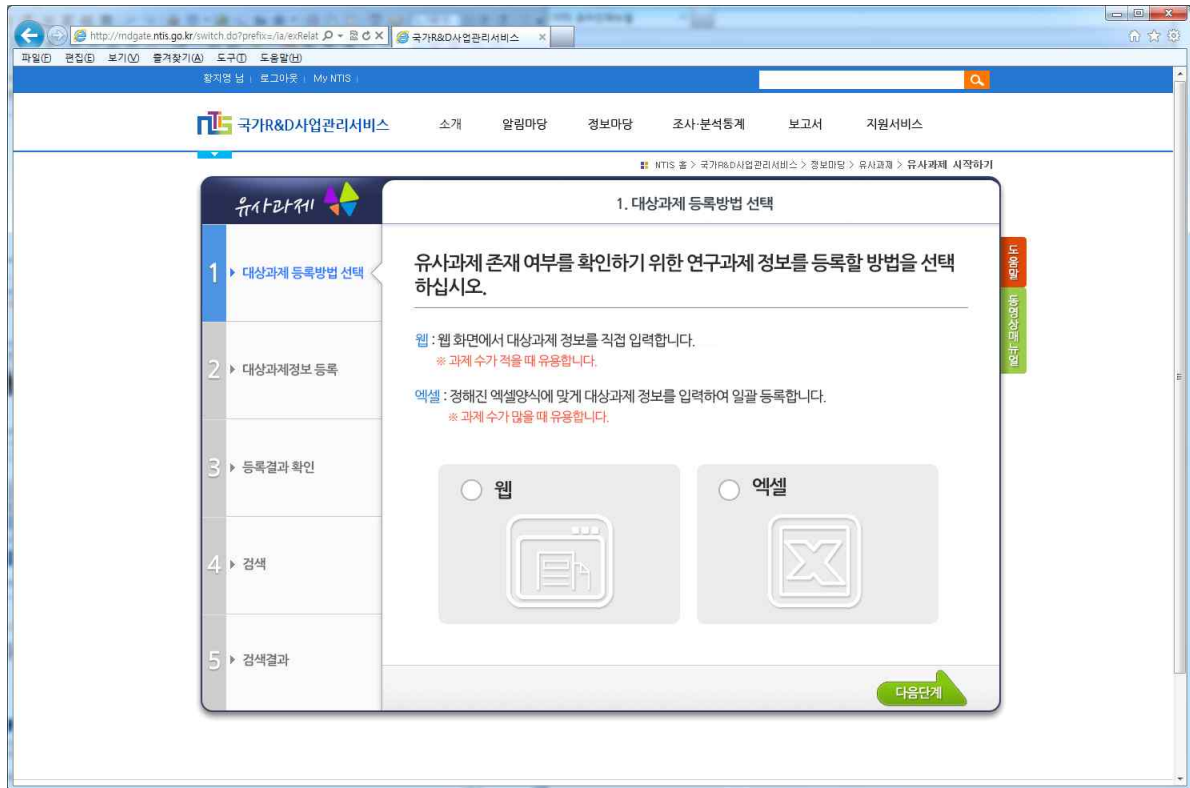 http://rndgate.ntis.go.kr/switch.do?prefix=/ia/exRelat
국가R&D사업관리서비스
파일(F) 편집(E) 보기(V) 즐겨찾기(A) 도구(T) 도움말(H)
황지영 님 | 로그아웃 | My NTIS |
NTIS 국가R&D사업관리서비스 소개 알림마당 정보마당 조사·분석통계 보고서 지원서비스
NTIS 홈 > 국가R&D사업관리서비스 > 정보마당 > 유사과제 > 유사과제 시작하기
유사과제
1. 대상과제 등록방법 선택
1 대상과제 등록방법 선택
2 대상과제정보 등록
3 등록결과 확인
4 검색
5 검색결과
유사과제 존재 여부를 확인하기 위한 연구과제 정보를 등록할 방법을 선택
하십시오.
웹 : 웹 화면에서 대상과제 정보를 직접 입력합니다.
※ 과제 수가 적을 때 유용합니다.
엑셀 : 정해진 엑셀양식에 맞게 대상과제 정보를 입력하여 일괄 등록합니다.
※ 과제 수가 많을 때 유용합니다.
웹
엑셀
다음단계
도움말
동영상매뉴얼